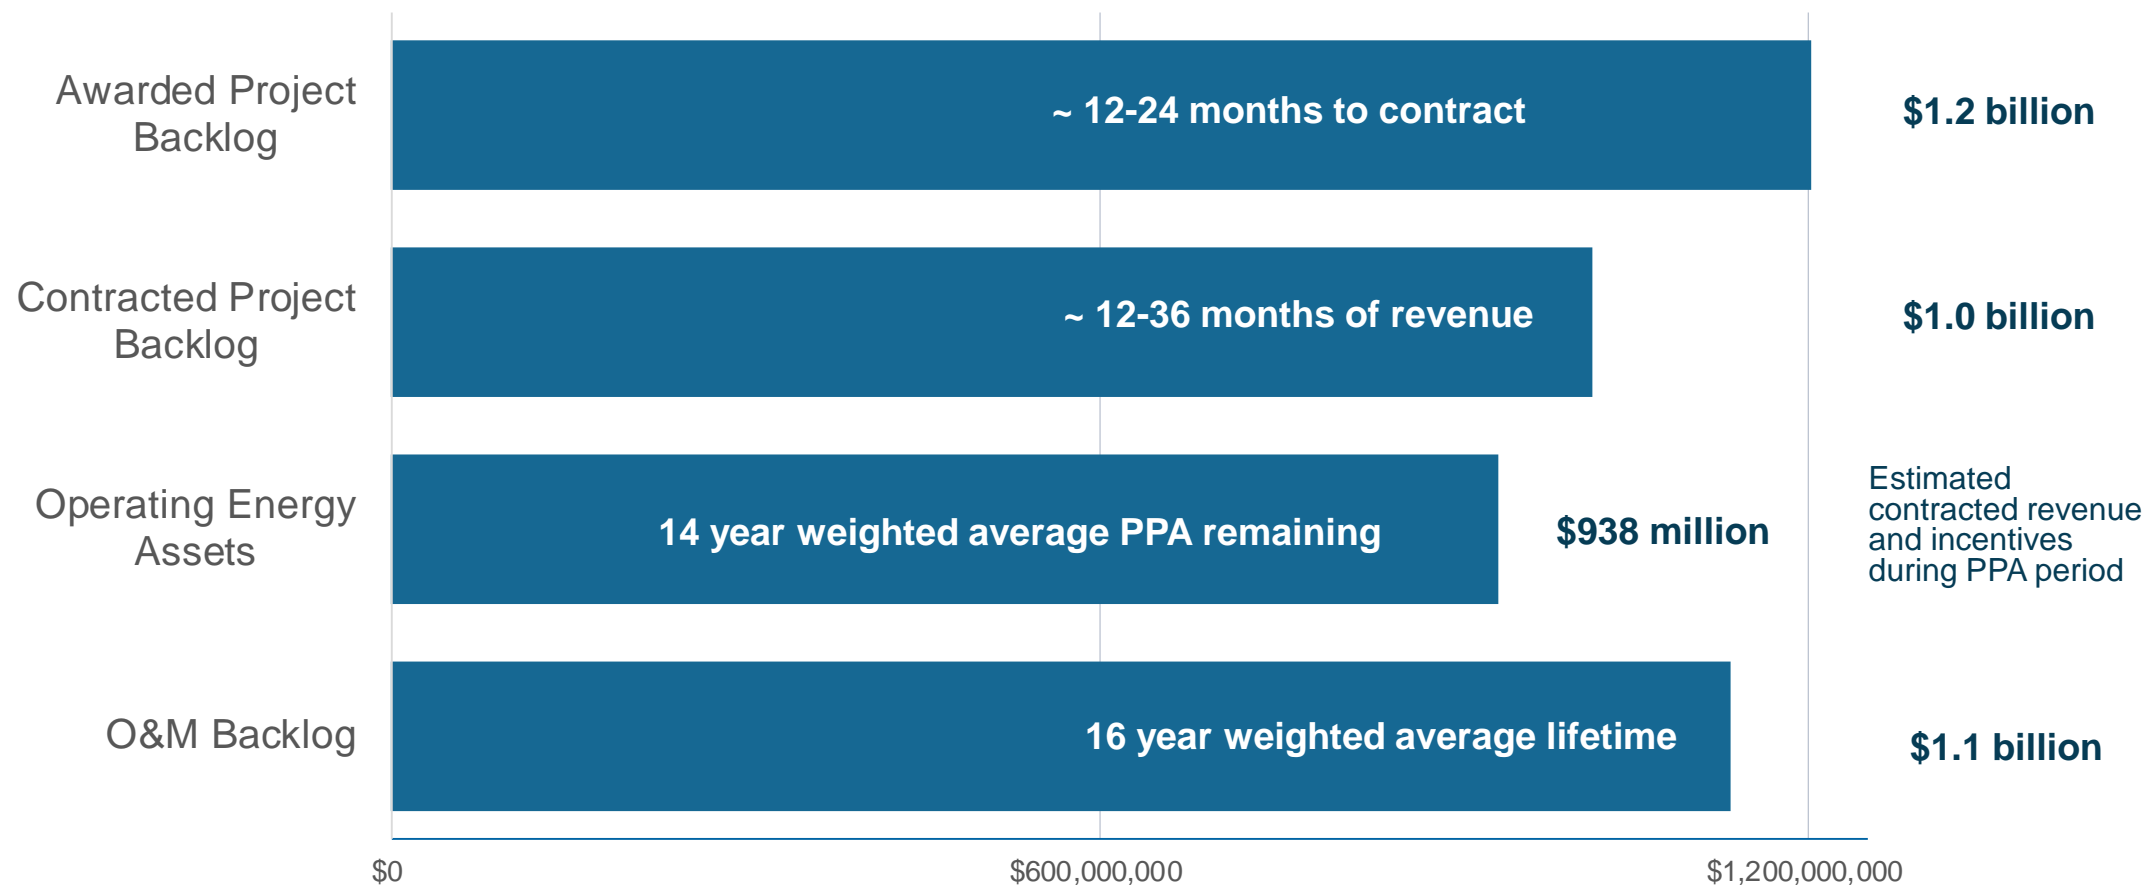 Awarded Project
Backlog
~ 12-24 months to contract
$1.2 billion
Contracted Project
Backlog
~ 12-36 months of revenue
$1.0 billion
Operating Energy
Assets
14 year weighted average PPA remaining
$938 million
Estimated
contracted revenue
and incentives
during PPA period
O&M Backlog
16 year weighted average lifetime
$1.1 billion
$0
$600,000,000
$1,200,000,000